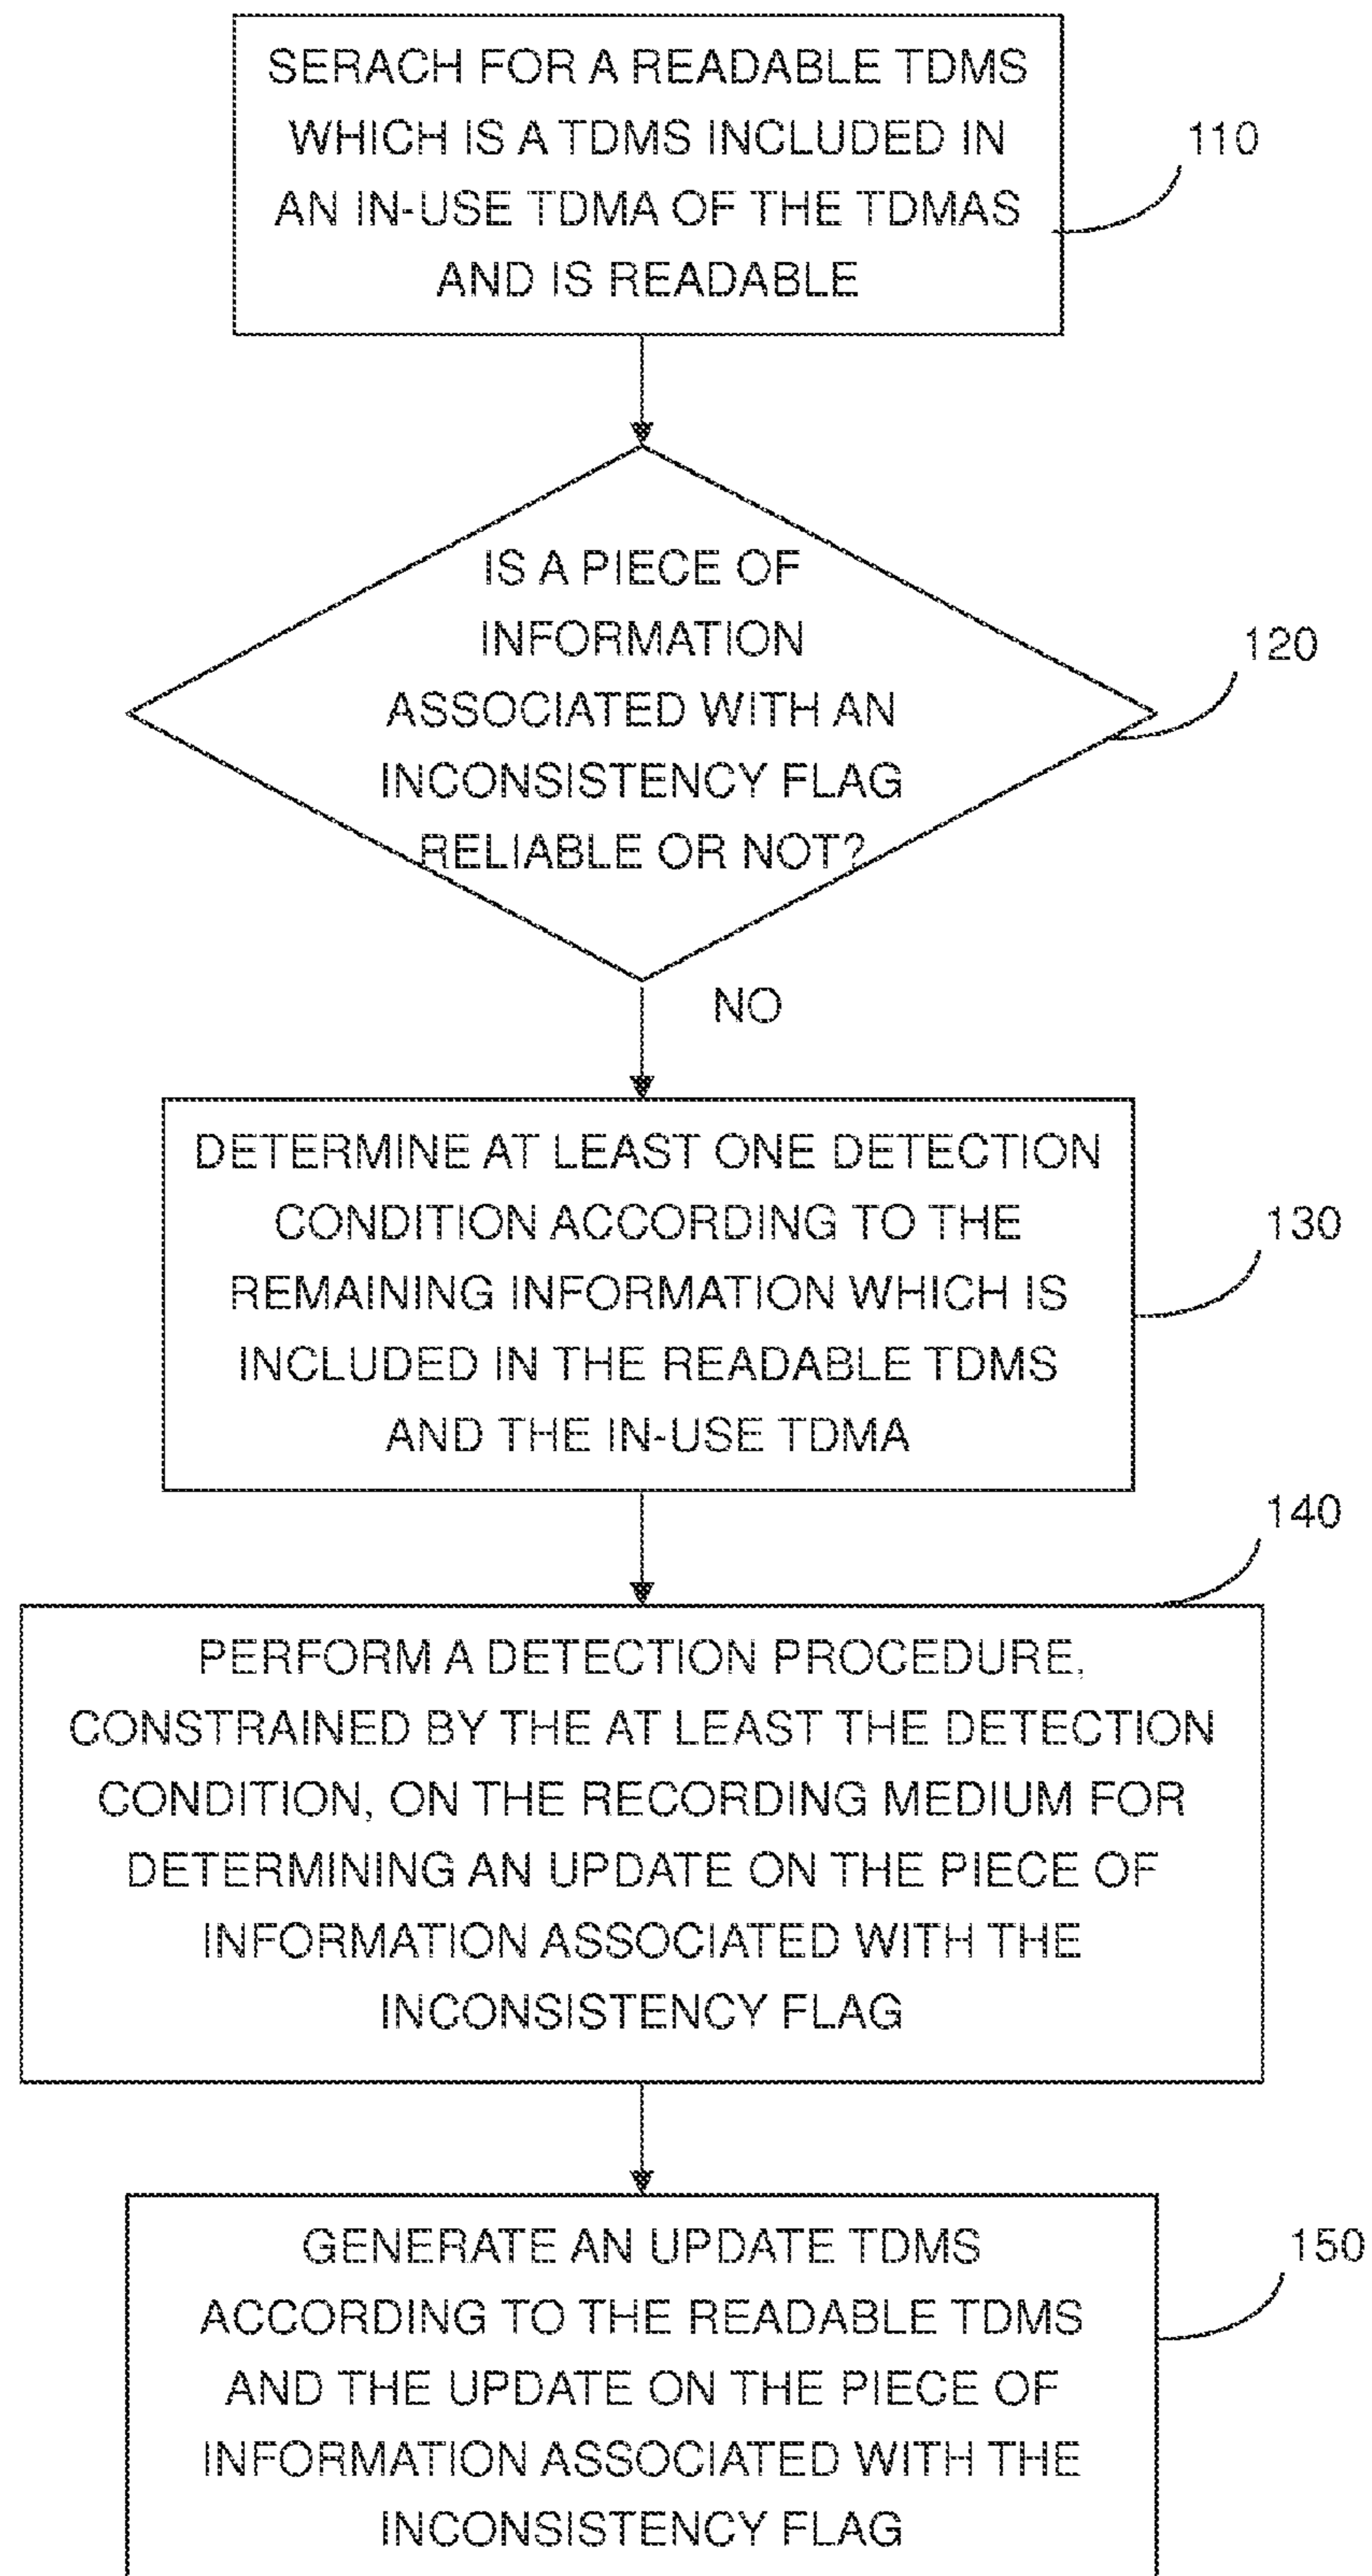 SERACH FOR A READABLE TDMS
WHICH IS A TDMS INCLUDED IN
AN IN-USE TDMA OF THE TDMAS
AND IS READABLE
110
IS A PIECE OF
INFORMATION
ASSOCIATED WITH AN
INCONSISTENCY FLAG
RELIABLE OR NOT?
120
NO
DETERMINE AT LEAST ONE DETECTION
CONDITION ACCORDING TO THE
REMAINING INFORMATION WHICH IS
INCLUDED IN THE READABLE TDMS
AND THE IN-USE TDMA
130
140
PERFORM A DETECTION PROCEDURE,
CONSTRAINED BY THE AT LEAST THE DETECTION
CONDITION, ON THE RECORDING MEDIUM FOR
DETERMINING AN UPDATE ON THE PIECE OF
INFORMATION ASSOCIATED WITH THE
INCONSISTENCY FLAG
GENERATE AN UPDATE TDMS
ACCORDING TO THE READABLE TDMS
AND THE UPDATE ON THE PIECE OF
INFORMATION ASSOCIATED WITH THE
INCONSISTENCY FLAG
150